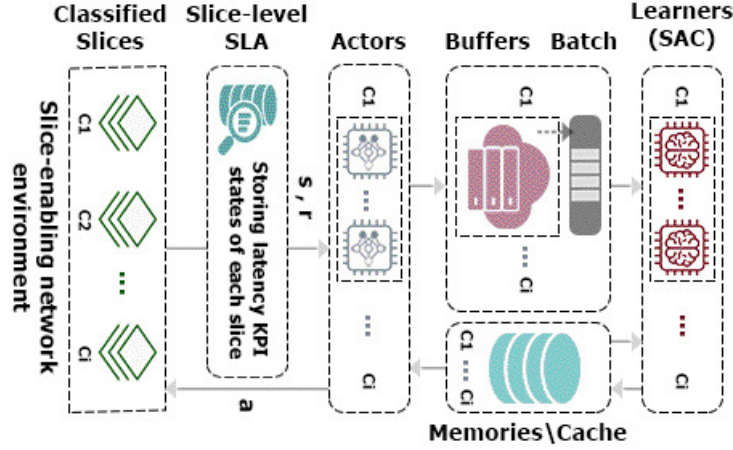 Classified
Slices
Slice-level
SLA
Actors
Buffers
Batch
Learners
(SAC)
Slice-enabling network
environment
C1
C2
Ci
Storing latency KPI
states of each slice
s , r
a
C1
Ci
C1
Ci
C1
Ci
C1
Ci
Memories\Cache